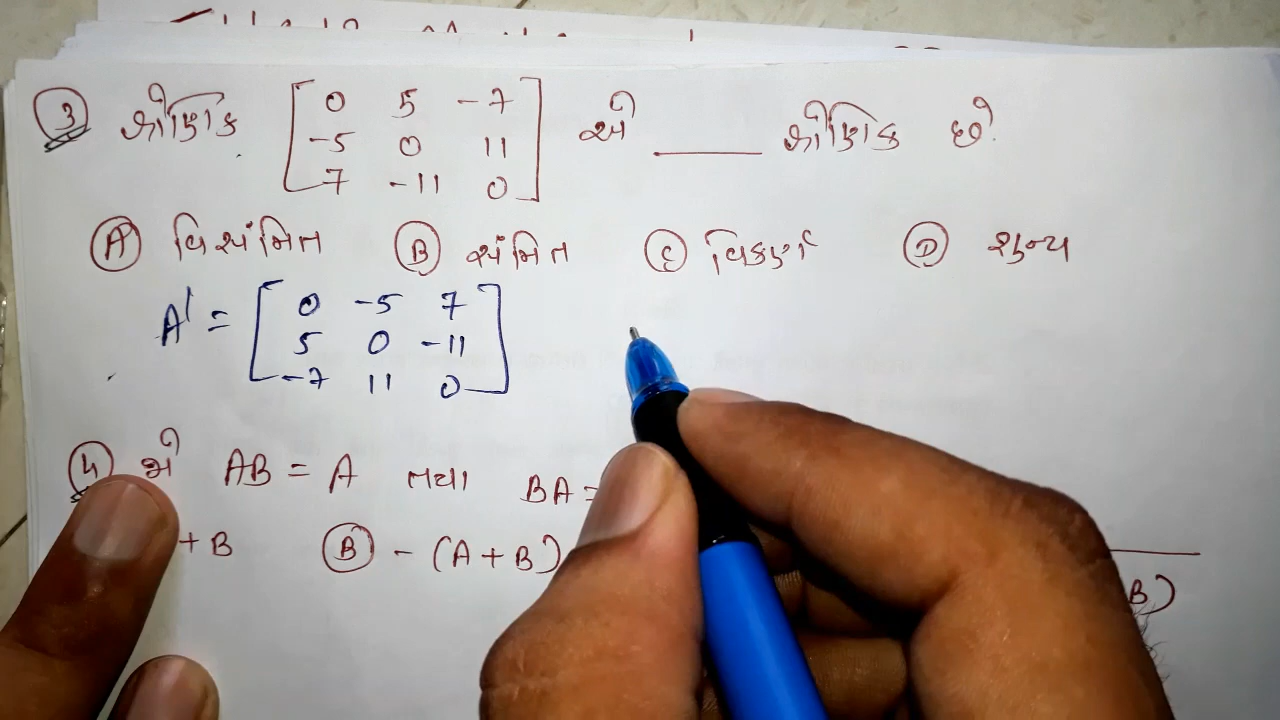 3 શ્રેણિક [ 0 5 -7 એ ____ શ્રેણિક છે.
-5 0 11
7 -11 0 ]
A વિસંમિત B સંમિત C વિકર્ણ D શૂન્ય
A' = [ 0 -5 7
5 0 -11
-7 11 0 ]
4 જો AB = A તથા BA =
+ B B - (A + B) B)